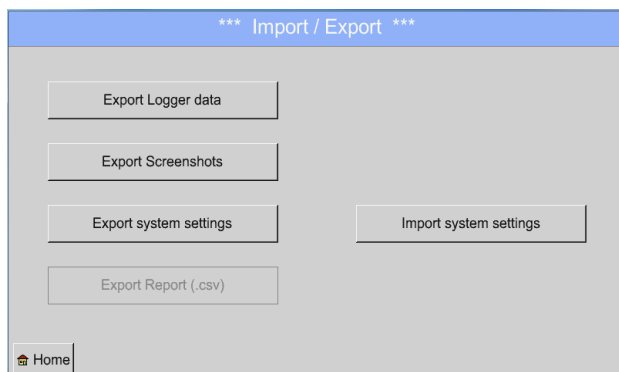 *** Import / Export ***
Export Logger data
Export Screenshots
Export system settings
Import system settings
Export Report (.csv)
Home